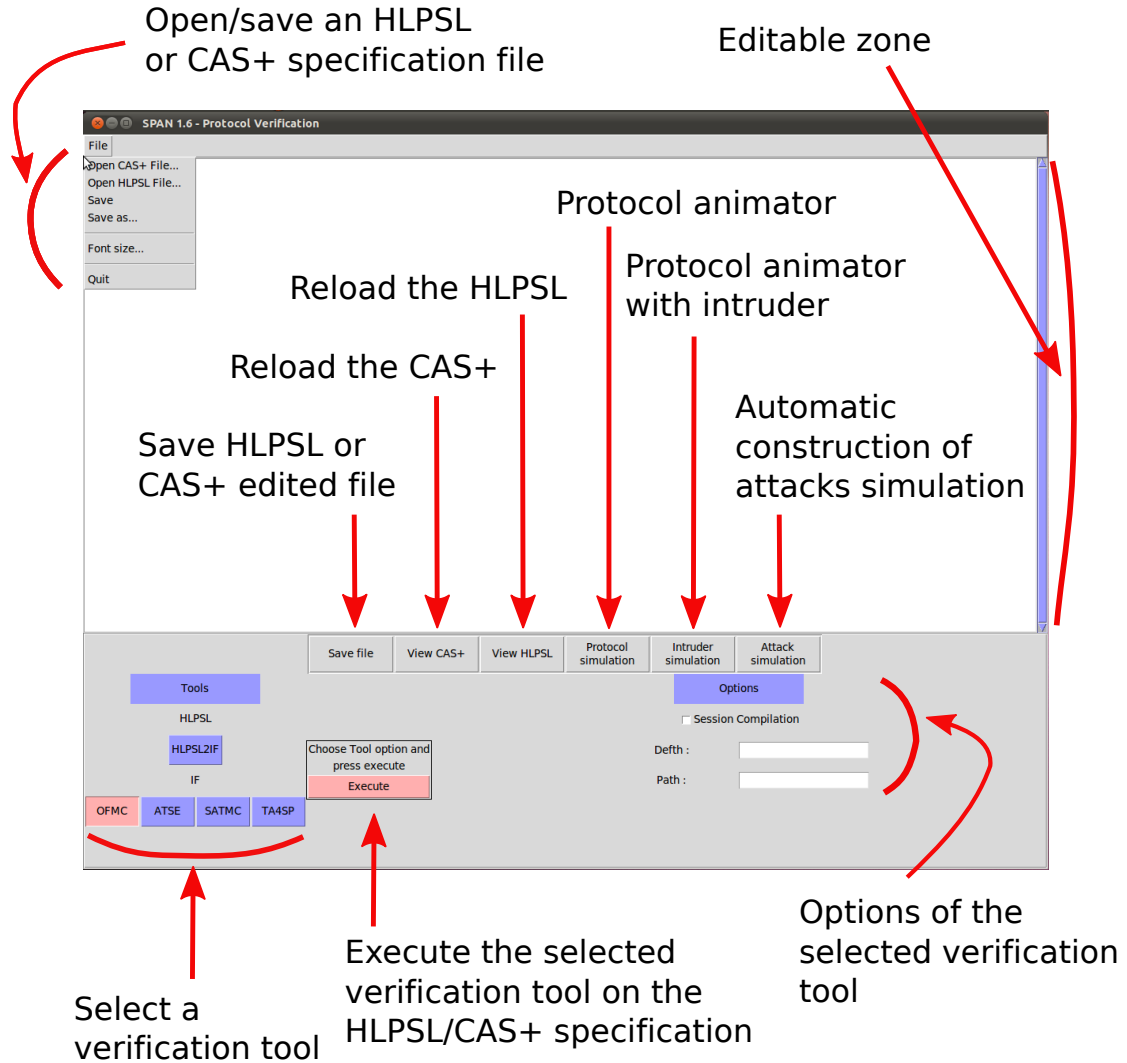 Open/save an HLPSL
or CAS+ specification file
Editable zone
SPAN 1.6 - Protocol Verification
File
Open CAS+ File...
Open HLPSL File...
Save
Save as...
Font size...
Quit
Protocol animator
Protocol animator
with intruder
Reload the HLPSL
Reload the CAS+
Automatic
construction of
attacks simulation
Save HLPSL or
CAS+ edited file
Save file
View CAS+
View HLPSL
Protocol
simulation
Intruder
simulation
Attack
simulation
Tools
HLPSL
HLPSL2IF
IF
OFMC
ATSE
SATMC
TA4SP
Choose Tool option and
press execute
Execute
Options
Session Compilation
Defth :
Path :
Options of the
selected verification
tool
Execute the selected
verification tool on the
HLPSL/CAS+ specification
Select a
verification tool